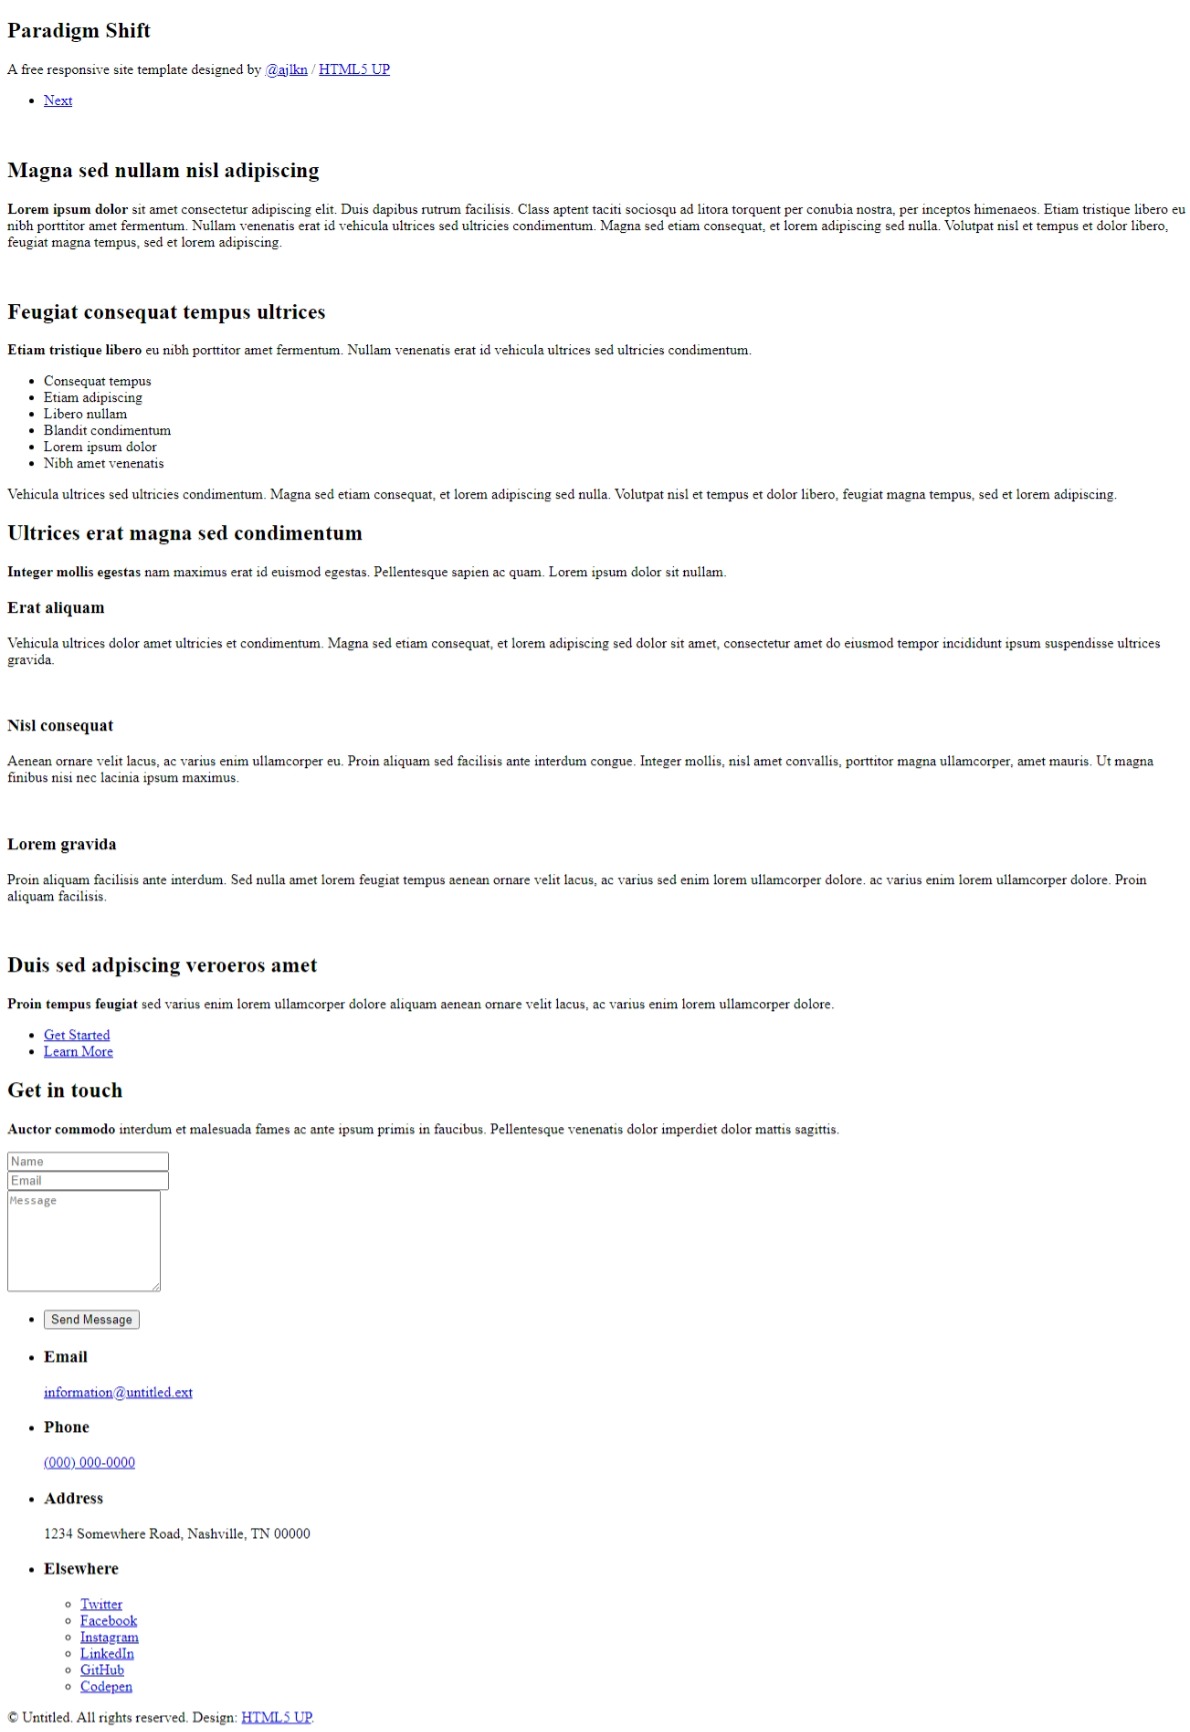 Paradigm Shift
A free responsive site template designed by @ajlkn / HTML5 UP
Next
Magna sed nullam nisl adipiscing
Lorem ipsum dolor sit amet consectetur adipiscing elit. Duis dapibus rutrum facilisis. Class aptent taciti sociosqu ad litora torquent per conubia nostra, per inceptos himenaeos. Etiam tristique libero eu
nibh porttitor amet fermentum. Nullam venenatis erat id vehicula ultrices sed ultricies condimentum. Magna sed etiam consequat, et lorem adipiscing sed nulla. Volutpat nisl et tempus et dolor libero,
feugiat magna tempus, sed et lorem adipiscing.
Feugiat consequat tempus ultrices
Etiam tristique libero eu nibh porttitor amet fermentum. Nullam venenatis erat id vehicula ultrices sed ultricies condimentum.
Consequat tempus
Etiam adipiscing
Libero nullam
Blandit condimentum
Lorem ipsum dolor
Nibh amet venenatis
Vehicula ultrices sed ultricies condimentum. Magna sed etiam consequat, et lorem adipiscing sed nulla. Volutpat nisl et tempus et dolor libero, feugiat magna tempus, sed et lorem adipiscing.
Ultrices erat magna sed condimentum
Integer mollis egestas nam maximus erat id euismod egestas. Pellentesque sapien ac quam. Lorem ipsum dolor sit nullam.
Erat aliquam
Vehicula ultrices dolor amet ultricies et condimentum. Magna sed etiam consequat, et lorem adipiscing sed dolor sit amet, consectetur amet do eiusmod tempor incididunt ipsum suspendisse ultrices
gravida.
Nisl consequat
Aenean ornare velit lacus, ac varius enim ullamcorper eu. Proin aliquam sed facilisis ante interdum congue. Integer mollis, nisl amet convallis, porttitor magna ullamcorper, amet mauris. Ut magna
finibus nisi nec lacinia ipsum maximus.
Lorem gravida
Proin aliquam facilisis ante interdum. Sed nulla amet lorem feugiat tempus aenean ornare velit lacus, ac varius sed enim lorem ullamcorper dolore. ac varius enim lorem ullamcorper dolore. Proin
aliquam facilisis.
Duis sed adpiscing veroeros amet
Proin tempus feugiat sed varius enim lorem ullamcorper dolore aliquam aenean ornare velit lacus, ac varius enim lorem ullamcorper dolore.
Get Started
Learn More
Get in touch
Auctor commodo interdum et malesuada fames ac ante ipsum primis in faucibus. Pellentesque venenatis dolor imperdiet dolor mattis sagittis.
Name
Email
Message
Send Message
Email
information@untitled.ext
Phone
(000) 000-0000
Address
1234 Somewhere Road, Nashville, TN 00000
Elsewhere
Twitter
Facebook
Instagram
LinkedIn
GitHub
Codepen
© Untitled. All rights reserved. Design: HTML5 UP.